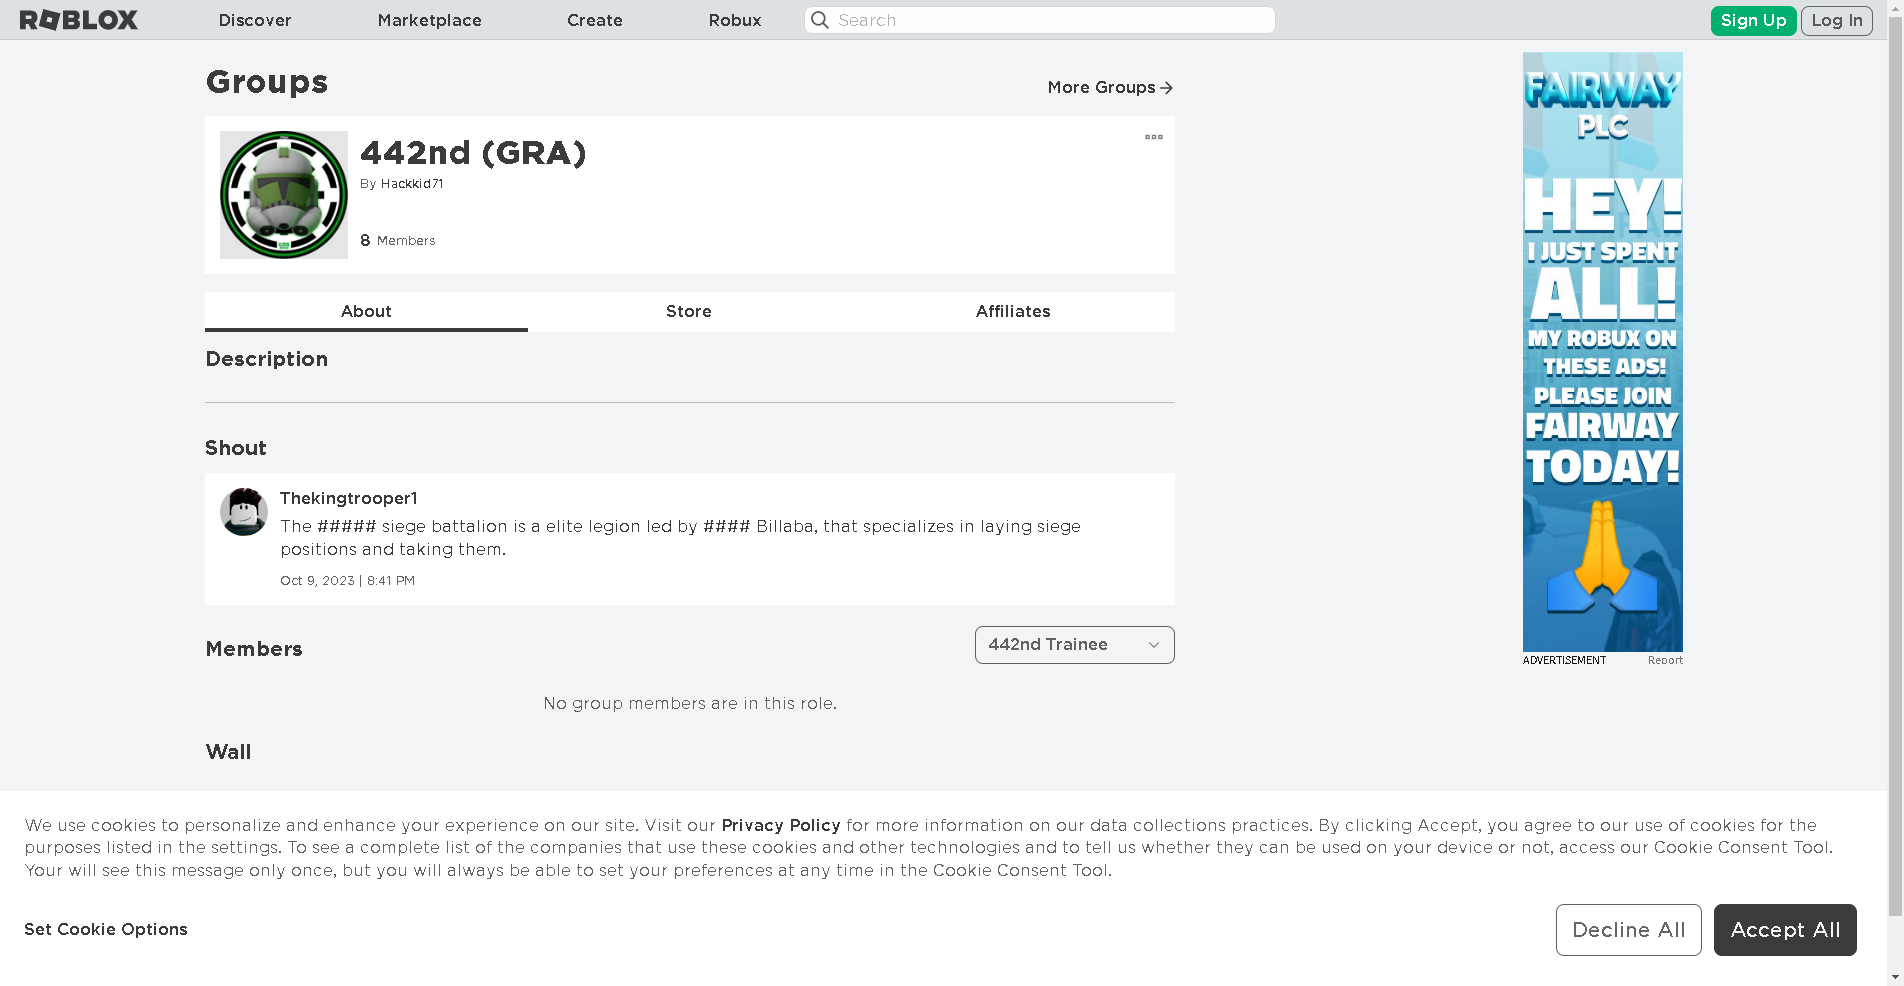 ROBLOX
Discover
Marketplace
Create
Robux
Search
Sign Up
Log In
Groups
More Groups
442nd (GRA)
By Hackkid71
8 Members
GRA
About
Store
Affiliates
Description
Shout
Thekingtrooper1
The ##### siege battalion is a elite legion led by #### Billaba, that specializes in laying siege
positions and taking them.
Oct 9, 2023 | 8:41 PM
Members
442nd Trainee
No group members are in this role.
Wall
FAIRWAY
PLC
HEY!
I JUST SPENT
ALL!
MY ROBUX ON
THESE ADS!
PLEASE JOIN
FAIRWAY
TODAY!
ADVERTISEMENT
Report
We use cookies to personalize and enhance your experience on our site. Visit our Privacy Policy for more information on our data collections practices. By clicking Accept, you agree to our use of cookies for the
purposes listed in the settings. To see a complete list of the companies that use these cookies and other technologies and to tell us whether they can be used on your device or not, access our Cookie Consent Tool.
Your will see this message only once, but you will always be able to set your preferences at any time in the Cookie Consent Tool.
Set Cookie Options
Decline All
Accept All